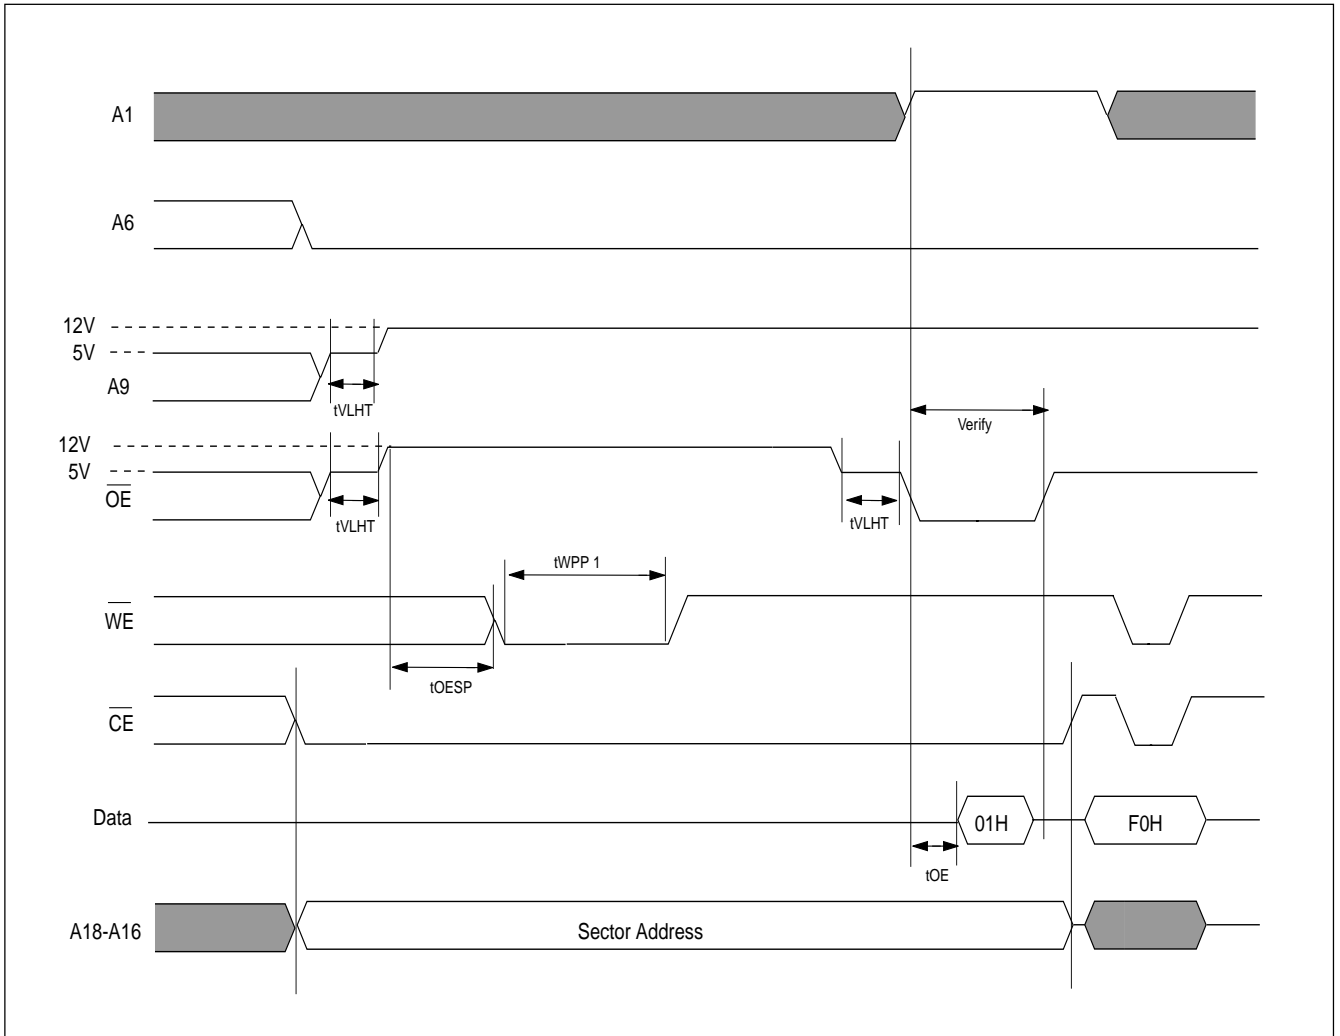 A1
A6
12V
5V
A9
tVLHT
Verify
12V
5V
OE
tVLHT
tVLHT
tWPP 1
WE
tOESP
CE
Data
01H
F0H
tOE
A18-A16
Sector Address